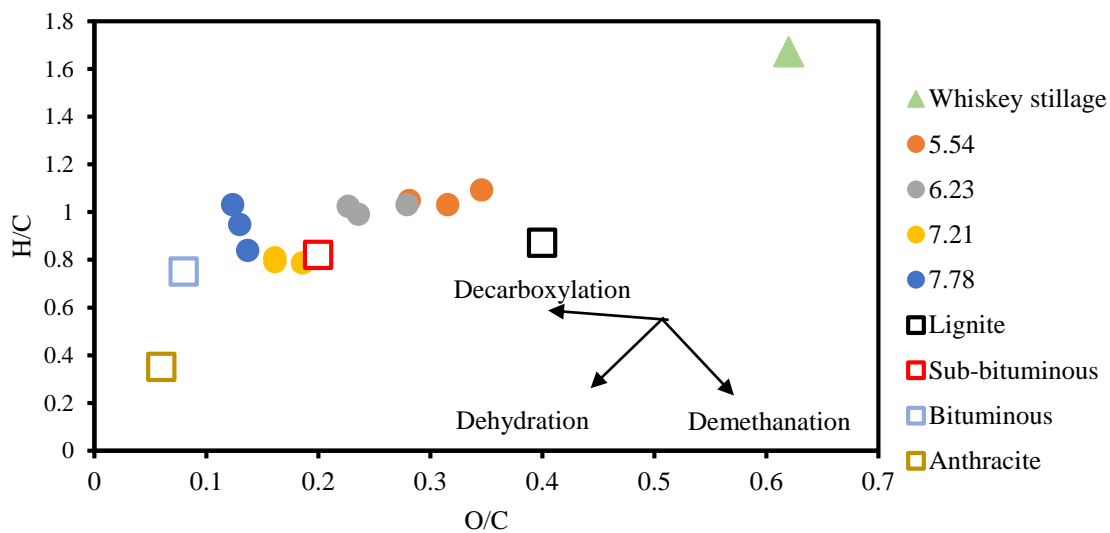 1.8
1.6
1.4
1.2
1
0.8
0.6
0.4
0.2
0
H/C
0
0.1
0.2
0.3
0.4
0.5
0.6
0.7
O/C
Decarboxylation
Dehydration
Demethanation
Whiskey stillage
5.54
6.23
7.21
7.78
Lignite
Sub-bituminous
Bituminous
Anthracite